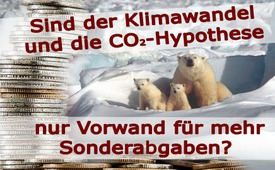 Sind der Klimawandel
und die CO₂-Hypothese
nur Vorwand für mehr
Sonderabgaben?